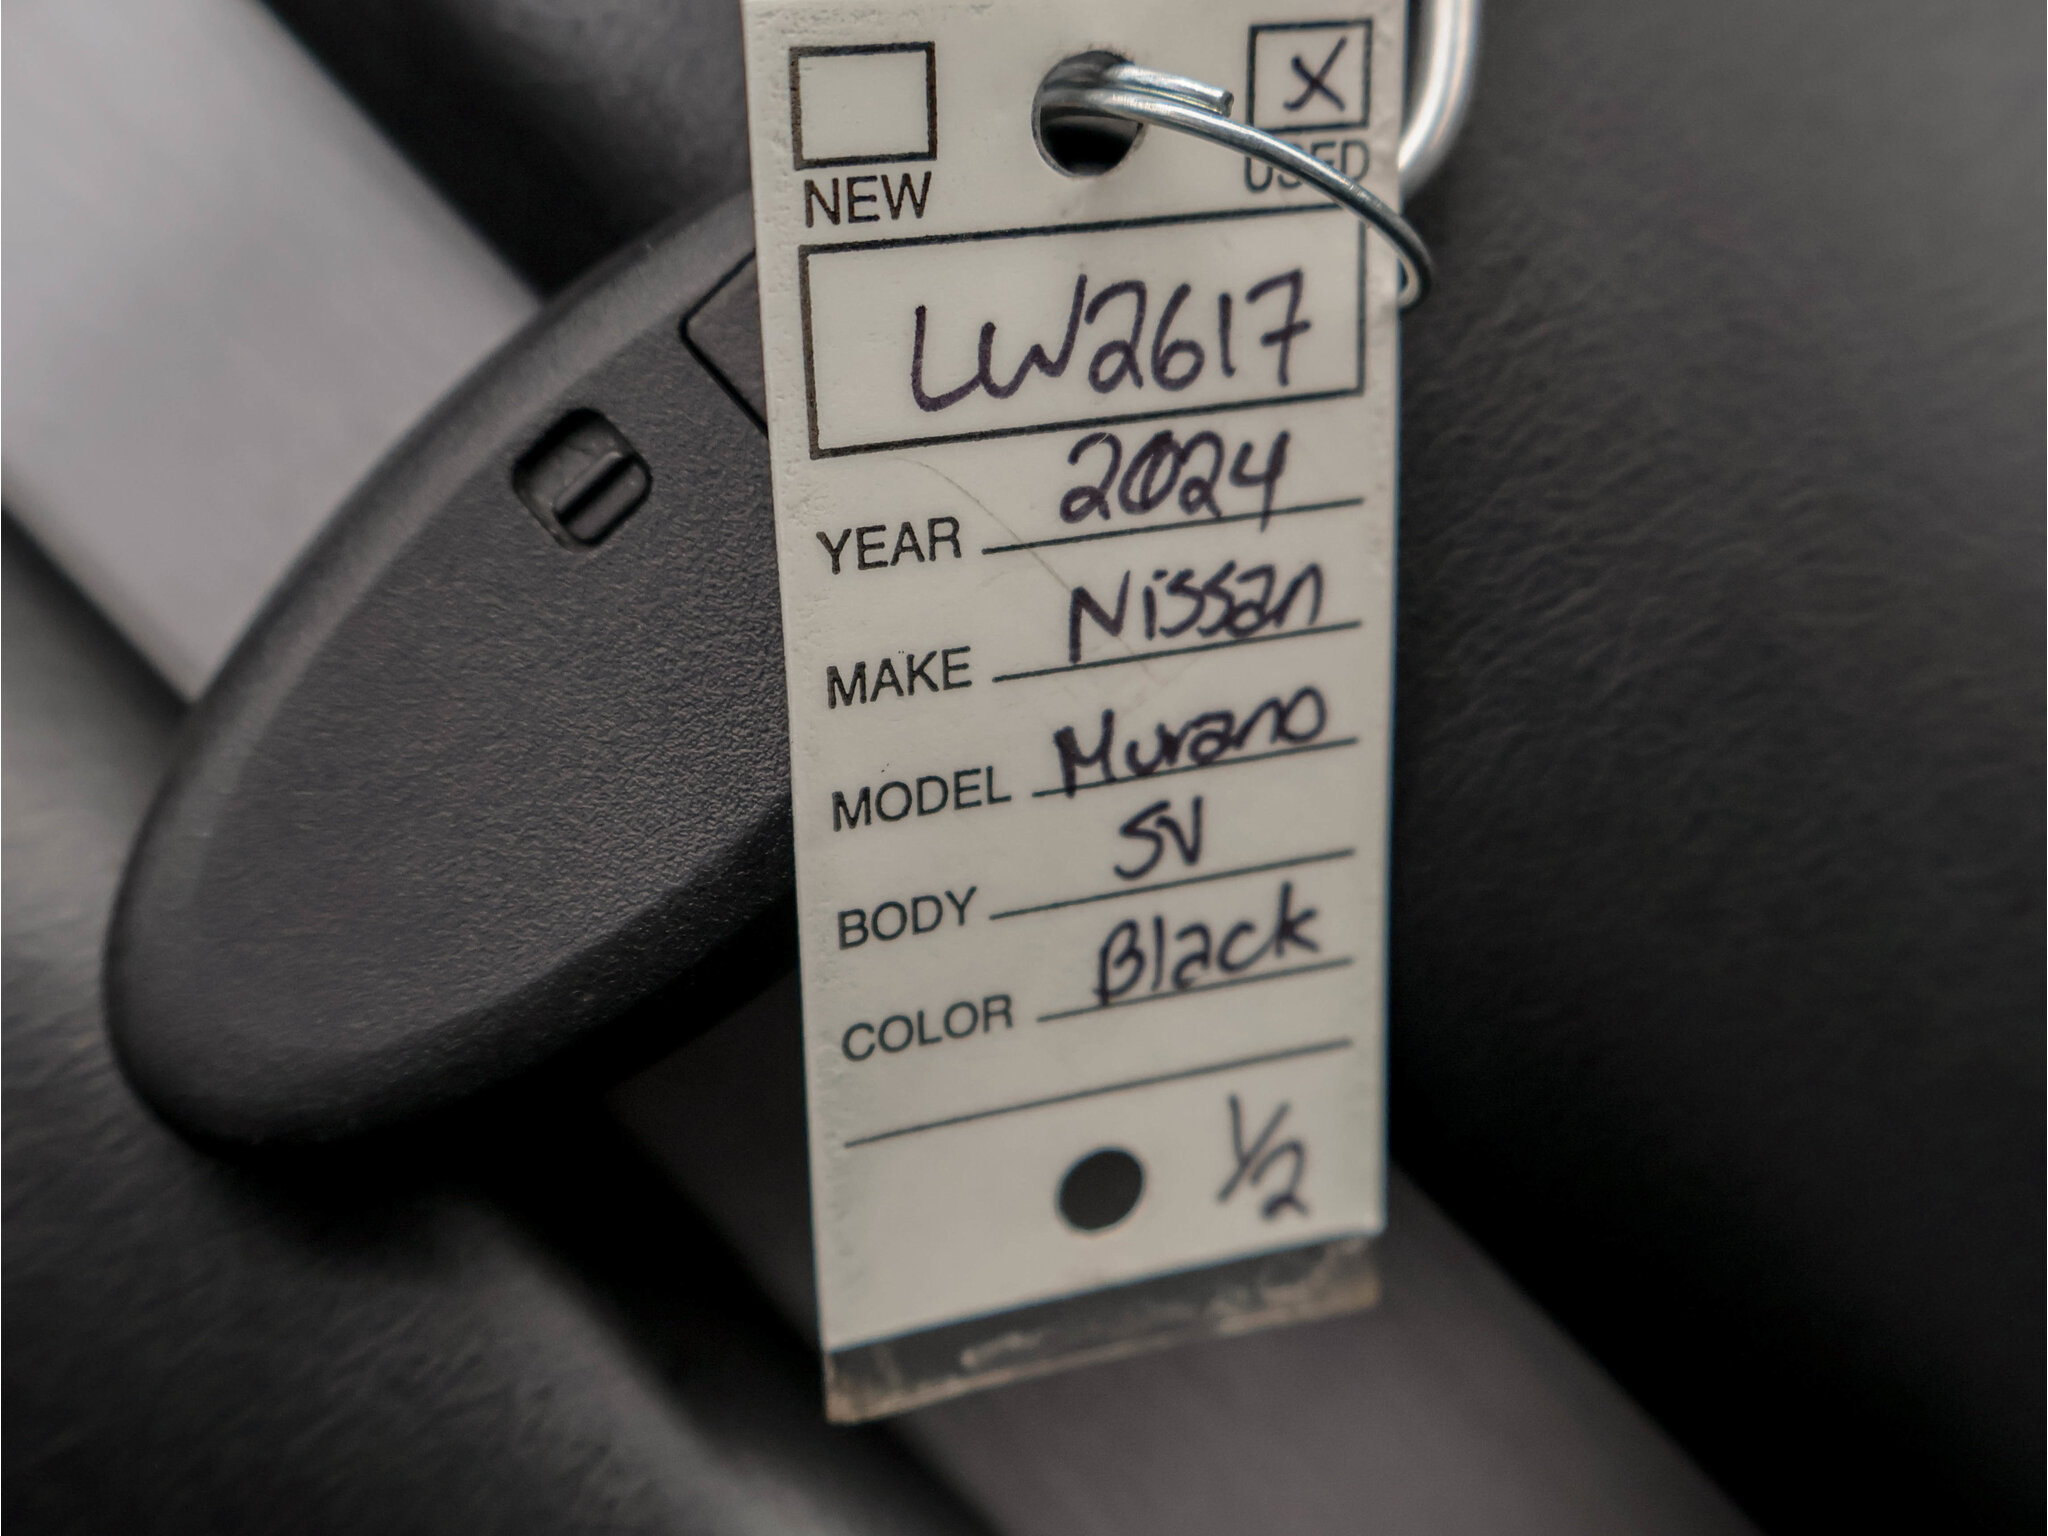 X
NEW USED
LW2617
YEAR 2024
MAKE Nissan
MODEL Murano
BODY SV
COLOR Black
1/2